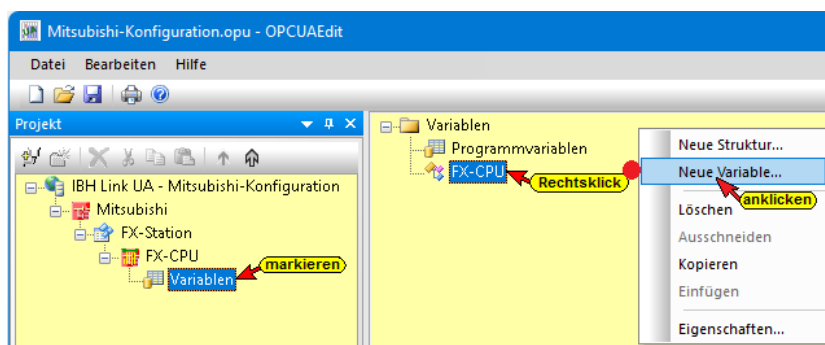 Mitsubishi-Konfiguration.opu - OPCUAEdit
Datei Bearbeiten Hilfe
Projekt
IBH Link UA - Mitsubishi-Konfiguration
Mitsubishi
FX-Station
FX-CPU
Variablen
markieren
Variablen
Programmvariablen
FX-CPU
Rechtsklick
Neue Struktur...
Neue Variable...
anklicken
Löschen
Ausschneiden
Kopieren
Einfügen
Eigenschaften...